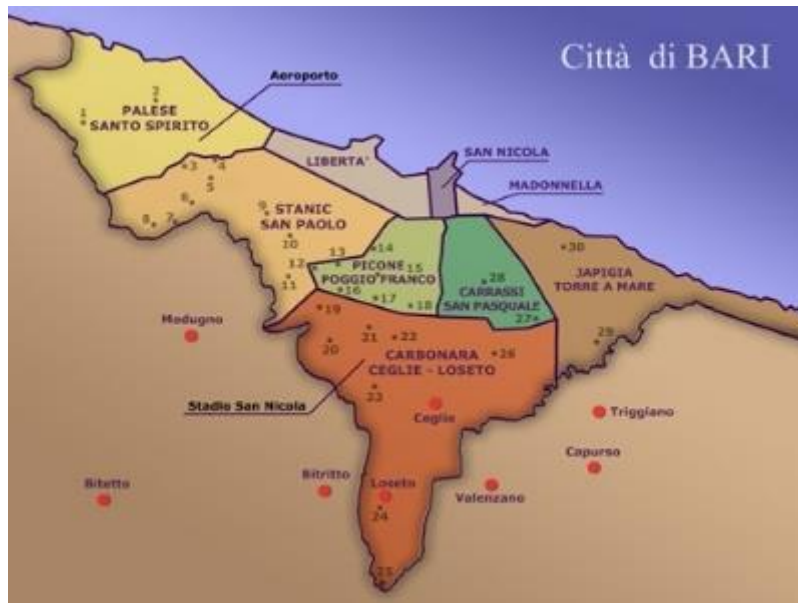 Città di BARI
Aeroporto
2
1
PALESE
SANTO SPIRITO
SAN NICOLA
LIBERTA'
MADONNELLA
3
4
5
6
7
8
9
STANIC
SAN PAOLO
10
11
12
13
14
PICONE
15
POGGIOFRANCO
16
17
18
28
CARRASSI
SAN PASQUALE
27
30
JAPIGIA
TORRE A MARE
29
Modugno
19
20
21
22
CARBONARA
26
CEGLIE - LOSETO
23
Stadio San Nicola
Ceglie
Triggiano
Capurso
Bitritto
Loseto
Valenzano
Bitetto
24
25